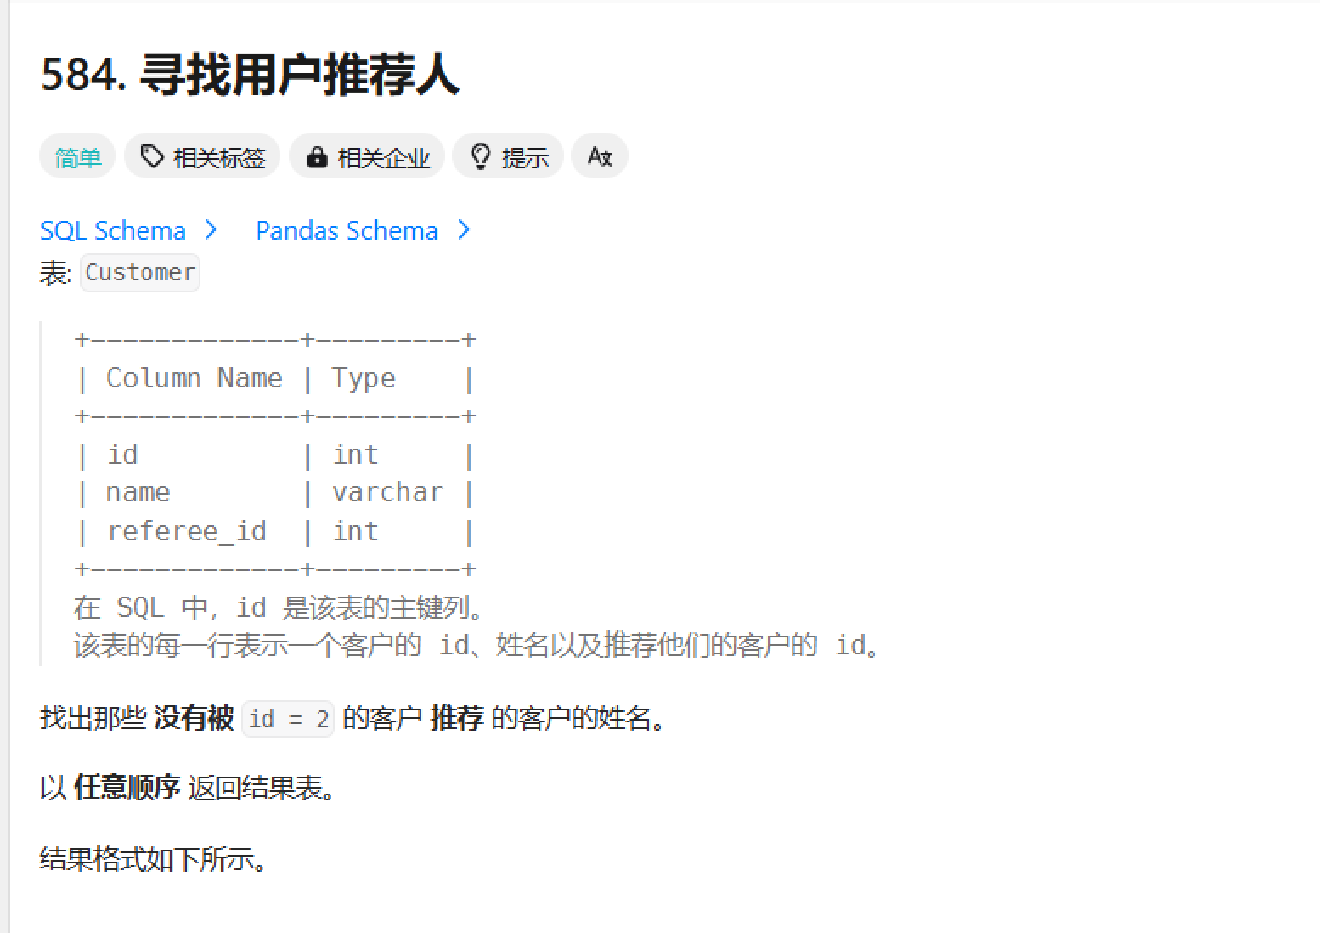 584. 寻找用户推荐人
简单 相关标签 相关企业 提示 Ax
SQL Schema > Pandas Schema >
表: Customer
+-------------+---------+
| Column Name | Type    |
+-------------+---------+
| id          | int     |
| name        | varchar |
| referee_id  | int     |
+-------------+---------+
在 SQL 中，id 是该表的主键列。
该表的每一行表示一个客户的 id、姓名以及推荐他们的客户的 id。
找出那些 没有被 id = 2 的客户 推荐 的客户的姓名。
以 任意顺序 返回结果表。
结果格式如下所示。